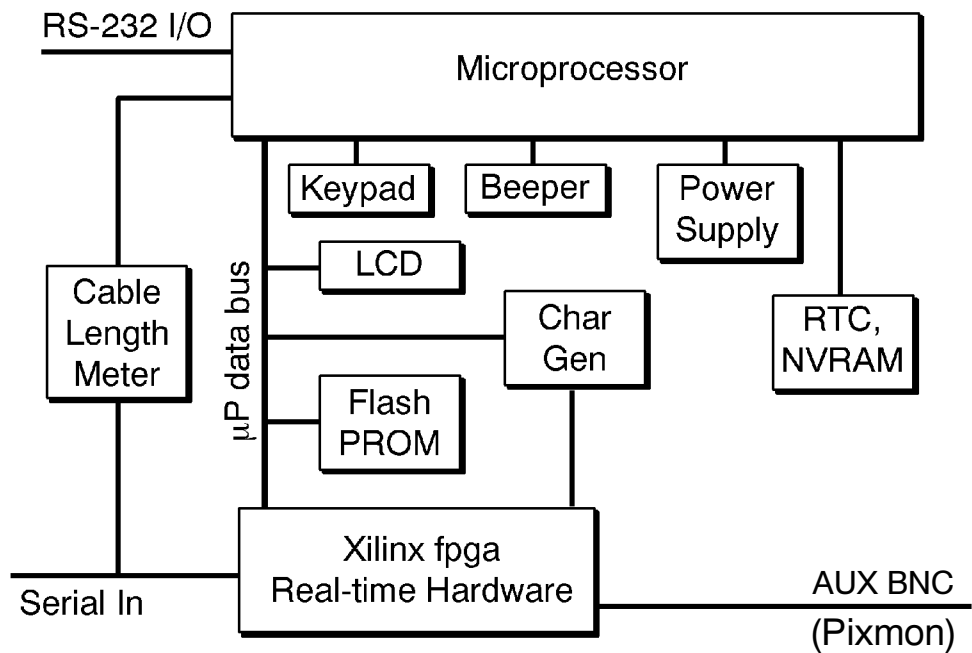 RS-232 I/O
Microprocessor
Keypad
Beeper
Power
Supply
LCD
Cable
Length
Meter
µP data bus
Char
Gen
RTC,
NVRAM
Flash
PROM
Xilinx fpga
Real-time Hardware
Serial In
AUX BNC
(Pixmon)